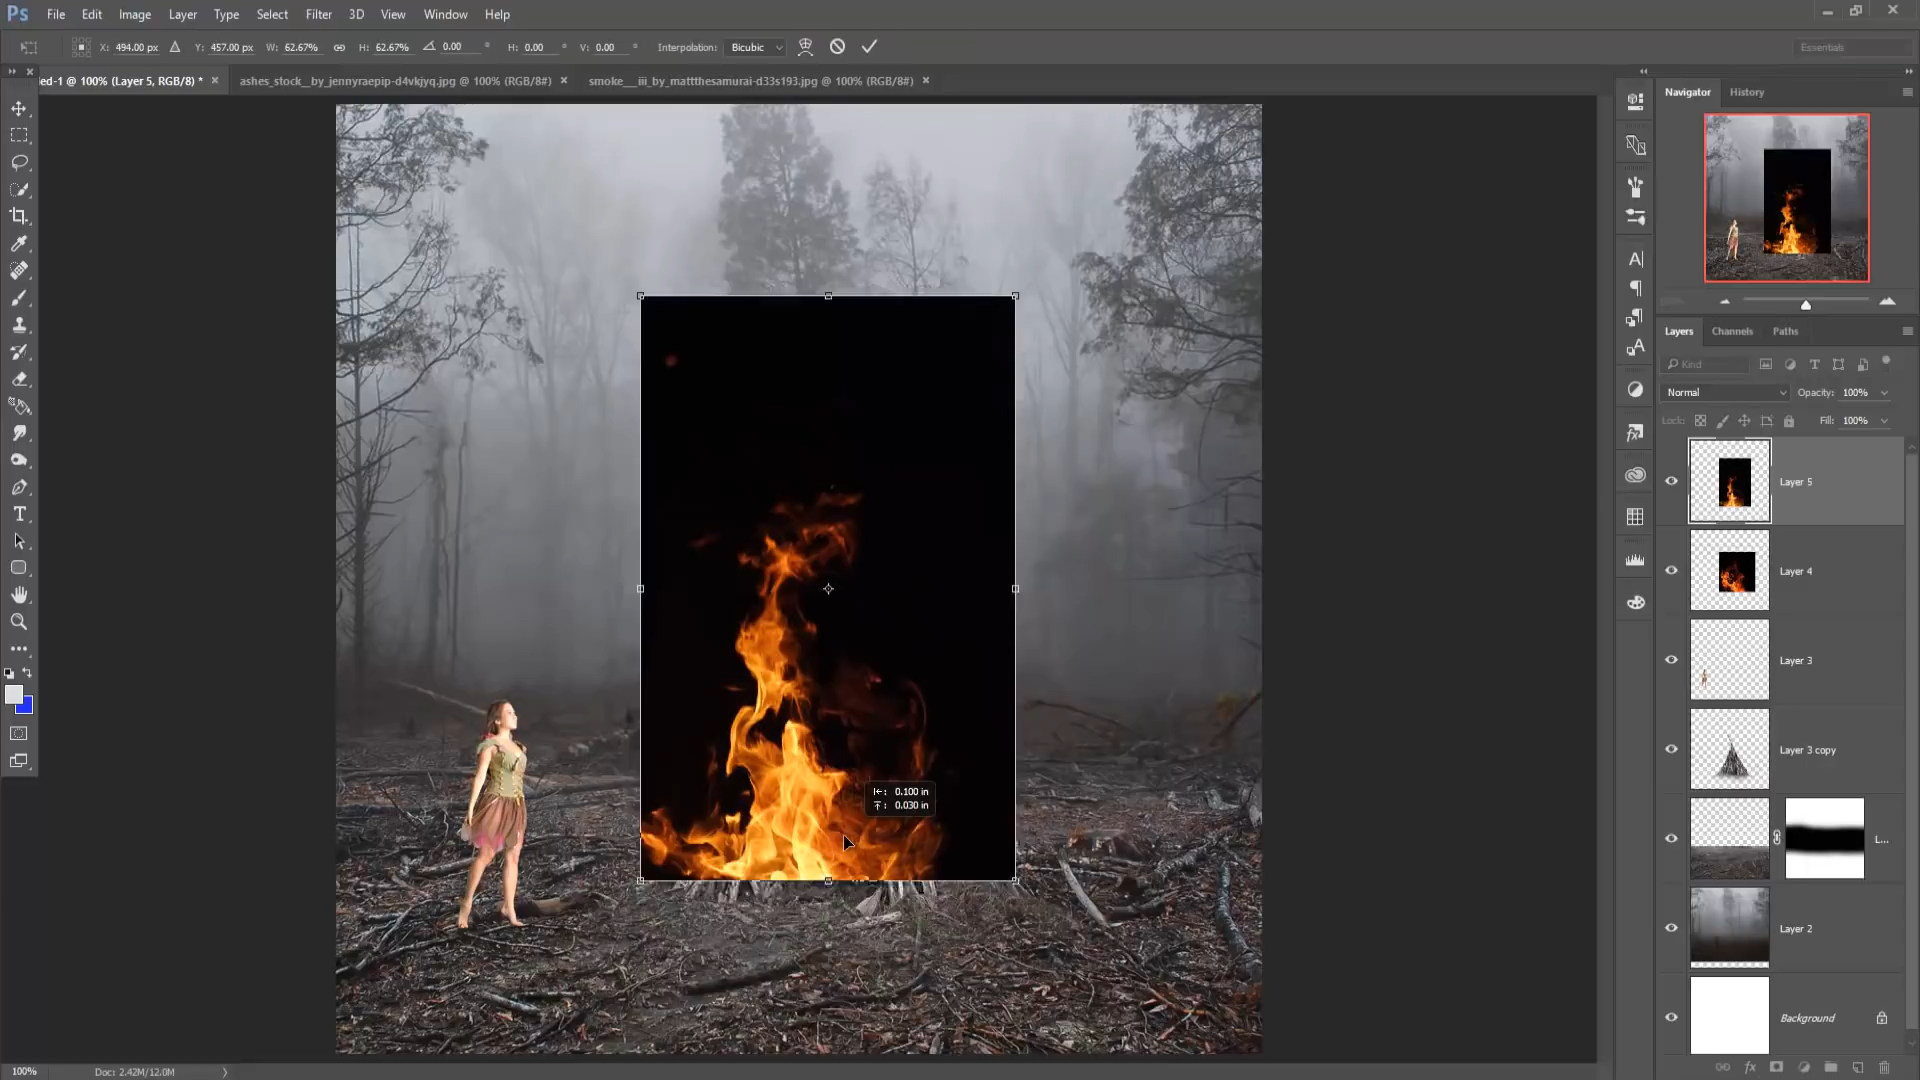 Ps File Edit Image Layer Type Select Filter 3D View Window Help
X: 494.00 px Y: 457.00 px W: 62.67% H: 62.67% 0.00 ° H: 0.00 ° V: 0.00 ° Interpolation: Bicubic Essentials
ed-1 @ 100% (Layer 5, RGB/8) * ashes_stock__by_jennyraepip-d4vkjyq.jpg @ 100% (RGB/8#) smoke__iii_by_mattthesamurai-d33s193.jpg @ 100% (RGB/8#)
Navigator History
Layers Channels Paths
Kind
Normal Opacity: 100%
Lock: Fill: 100%
Layer 5
Layer 4
Layer 3
Layer 3 copy
L...
Layer 2
Background
0.100 in
0.030 in
100% Doc: 2.42M/12.0M